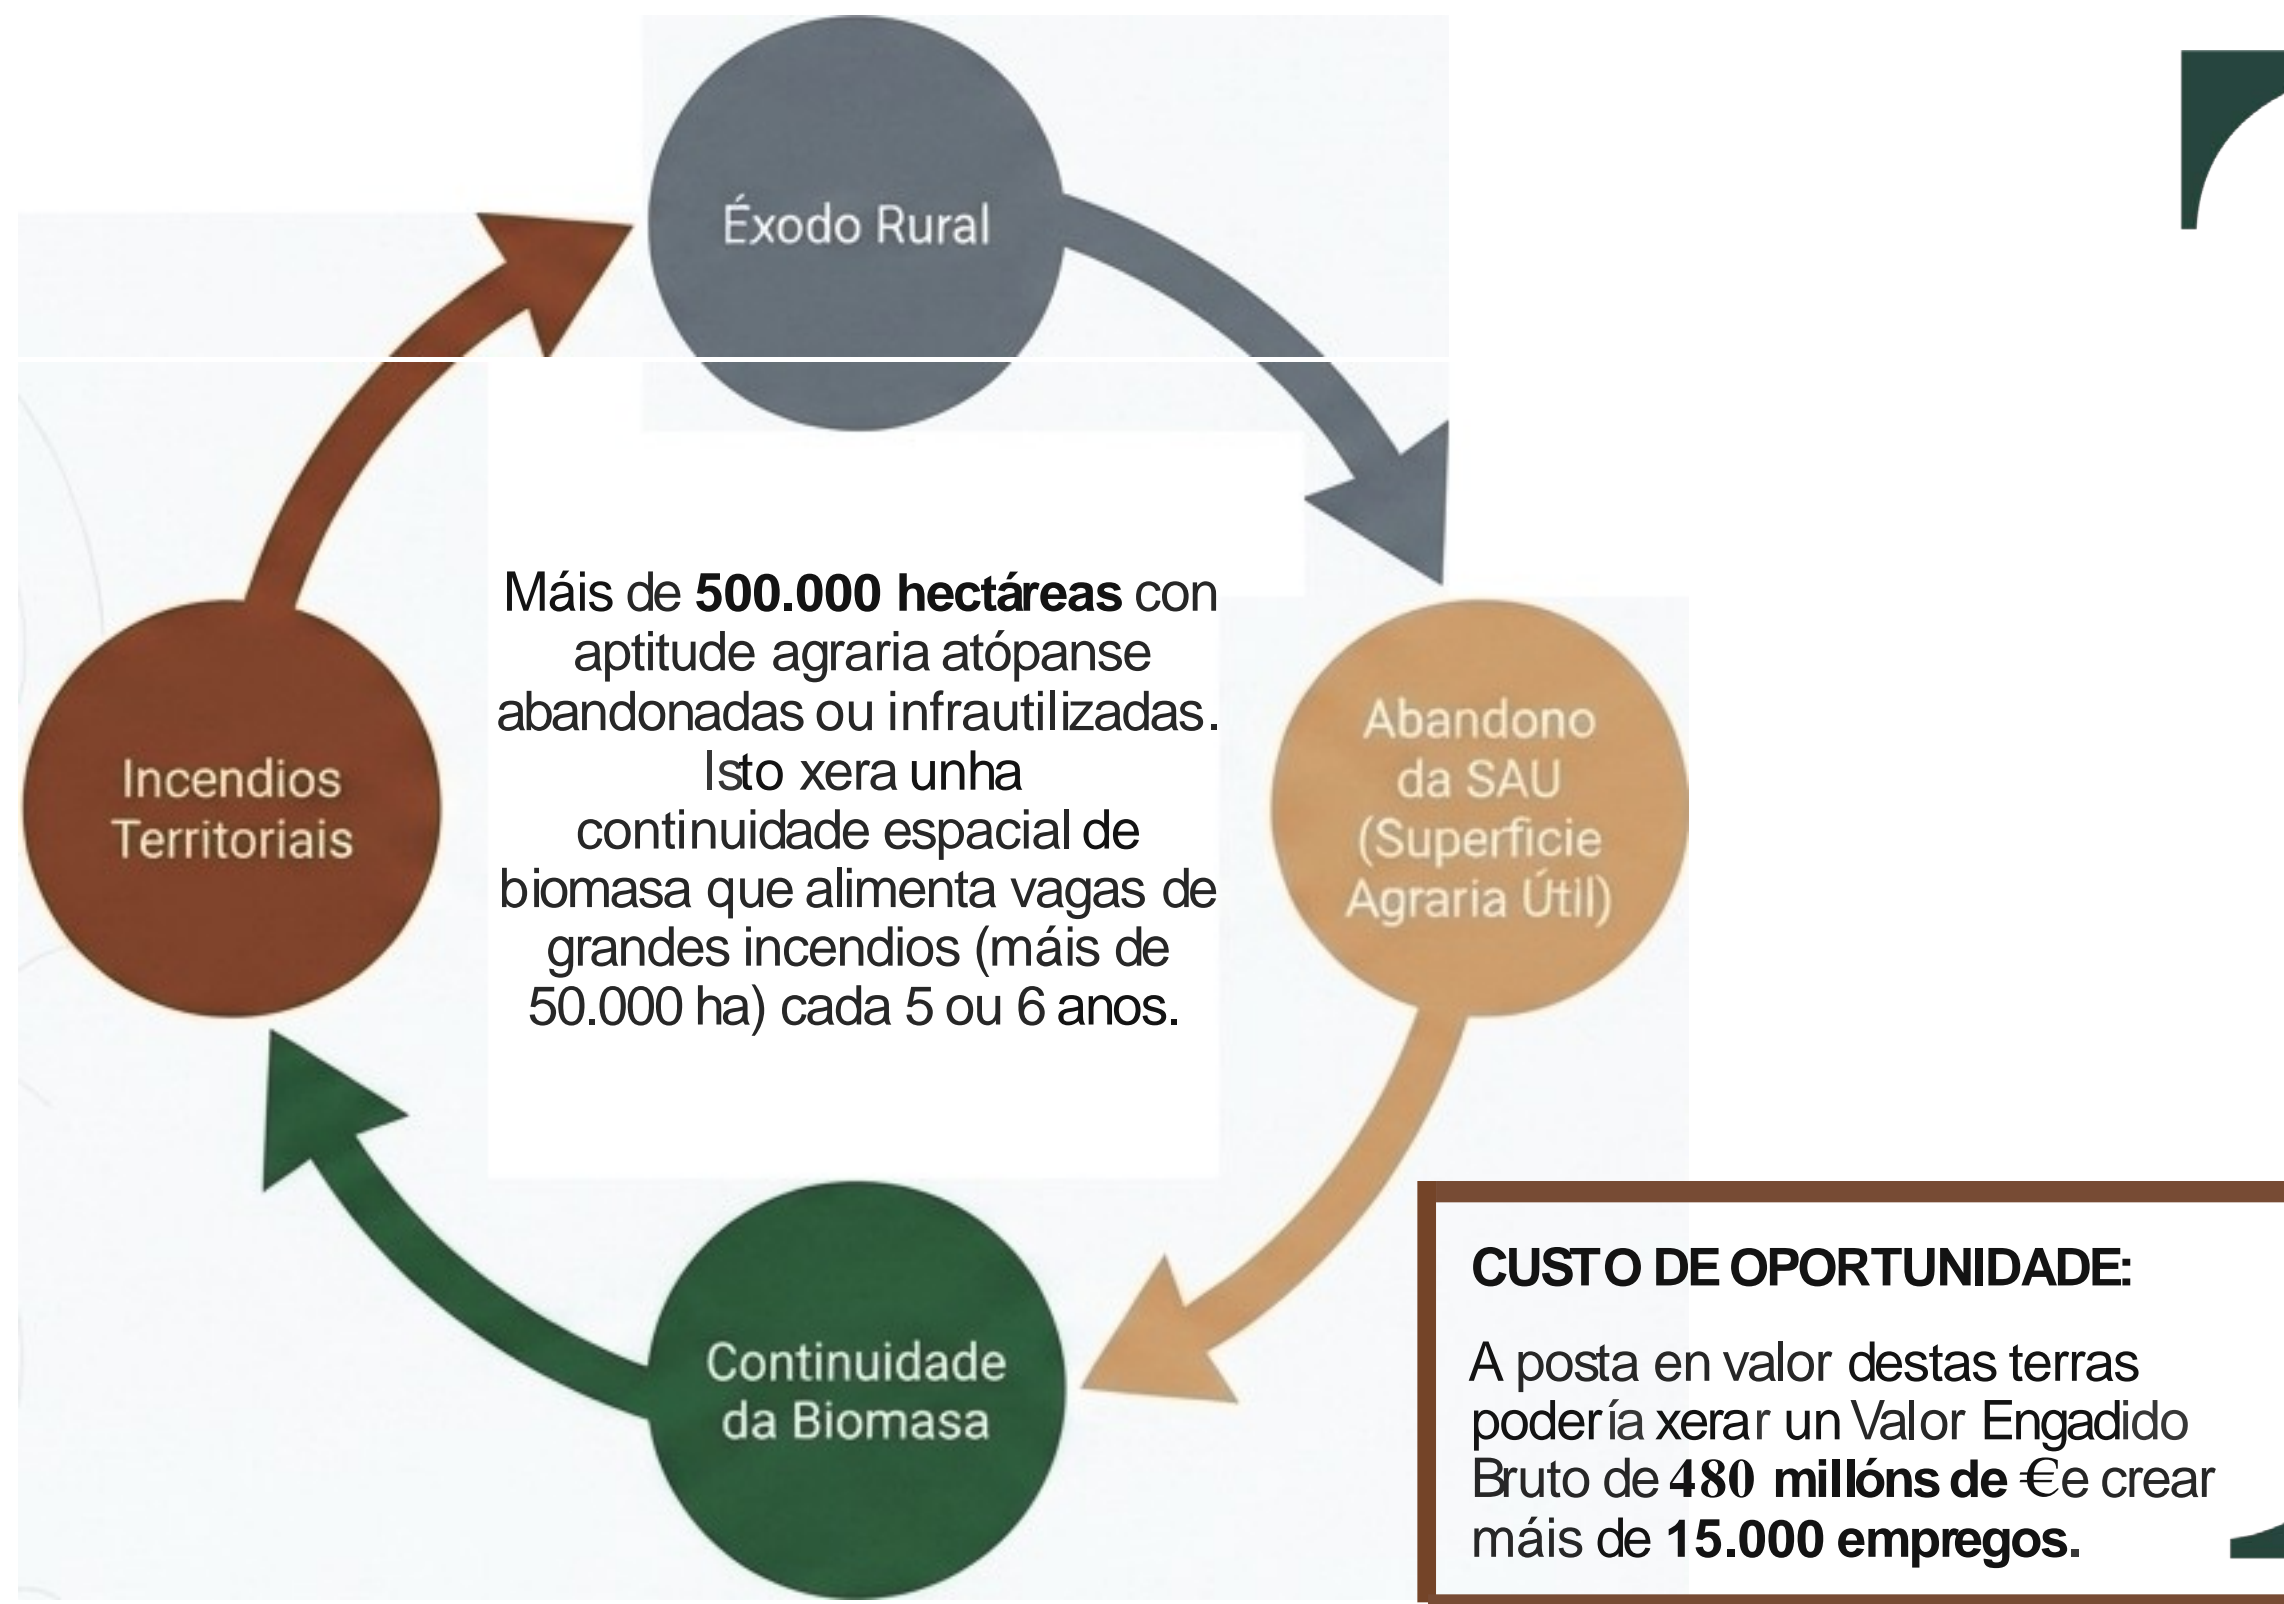 Éxodo Rural
Máis de 500.000 hectáreas con
aptitude agraria atópanse
abandonadas ou infrautilizadas.
Isto xera unha
continuidade espacial de
biomasa que alimenta vagas de
grandes incendios (máis de
50.000 ha) cada 5 ou 6 anos.
Abandono
da SAU
(Superficie
Agraria Útil)
Incendios
Territoriais
Continuidade
da Biomasa
CUSTO DE OPORTUNIDADE:
A posta en valor destas terras
podería xerar un Valor Engadido
Bruto de 480 millóns de €e crear
máis de 15.000 empregos.